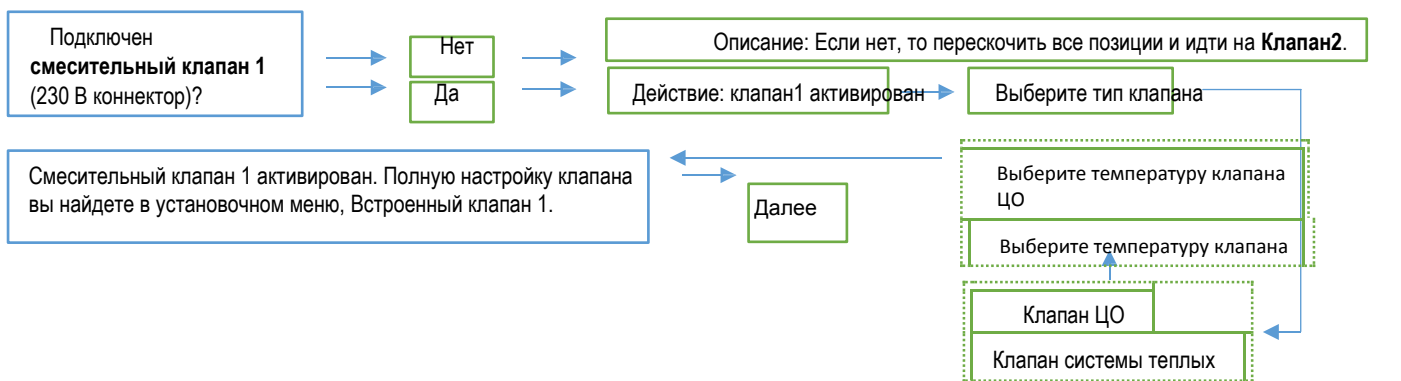 Подключен
смесительный клапан 1
(230 В коннектор)?
Нет
Описание: Если нет, то перескочить все позиции и идти на Клапан2.
Да
Действие: клапан1 активирован
Выберите тип клапана
Смесительный клапан 1 активирован. Полную настройку клапана
вы найдете в установочном меню, Встроенный клапан 1.
Далее
Выберите температуру клапана
ЦО
Выберите температуру клапана
Клапан ЦО
Клапан системы теплых